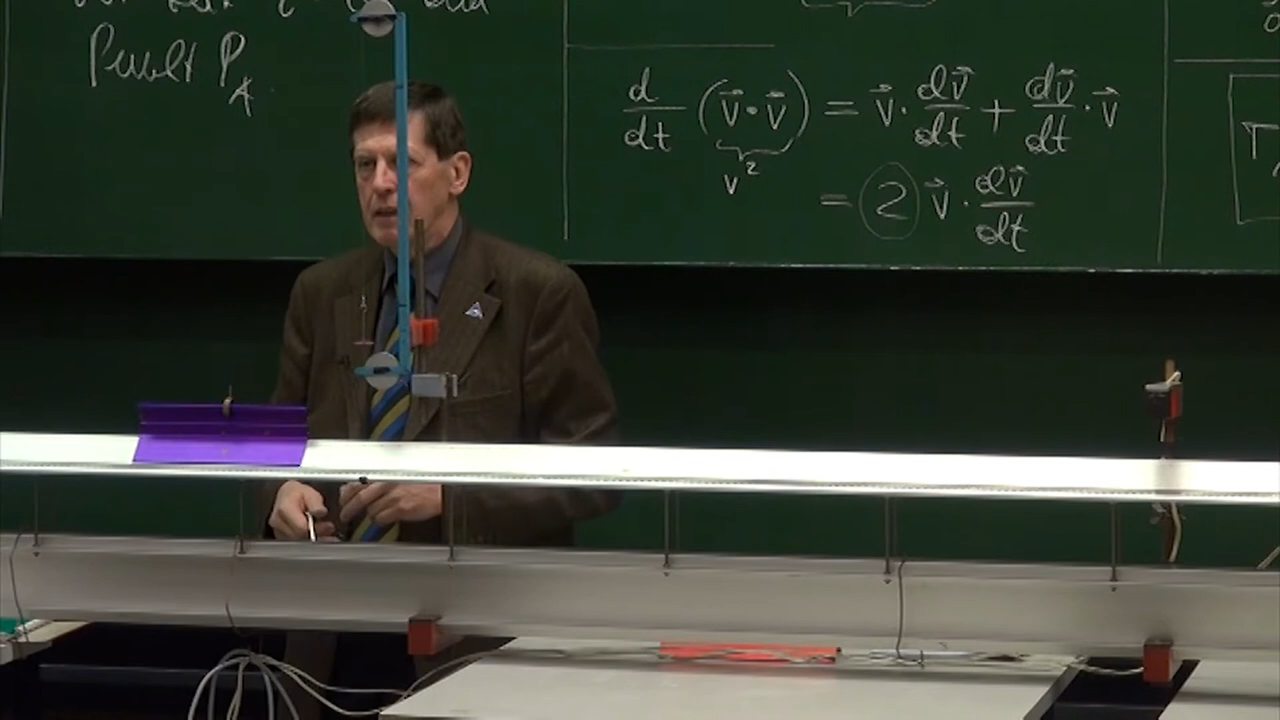 Punkt P_A
d/dt (v⃗·v⃗) = v⃗·dv⃗/dt + dv⃗/dt·v⃗
v²
= 2 v⃗·dv⃗/dt